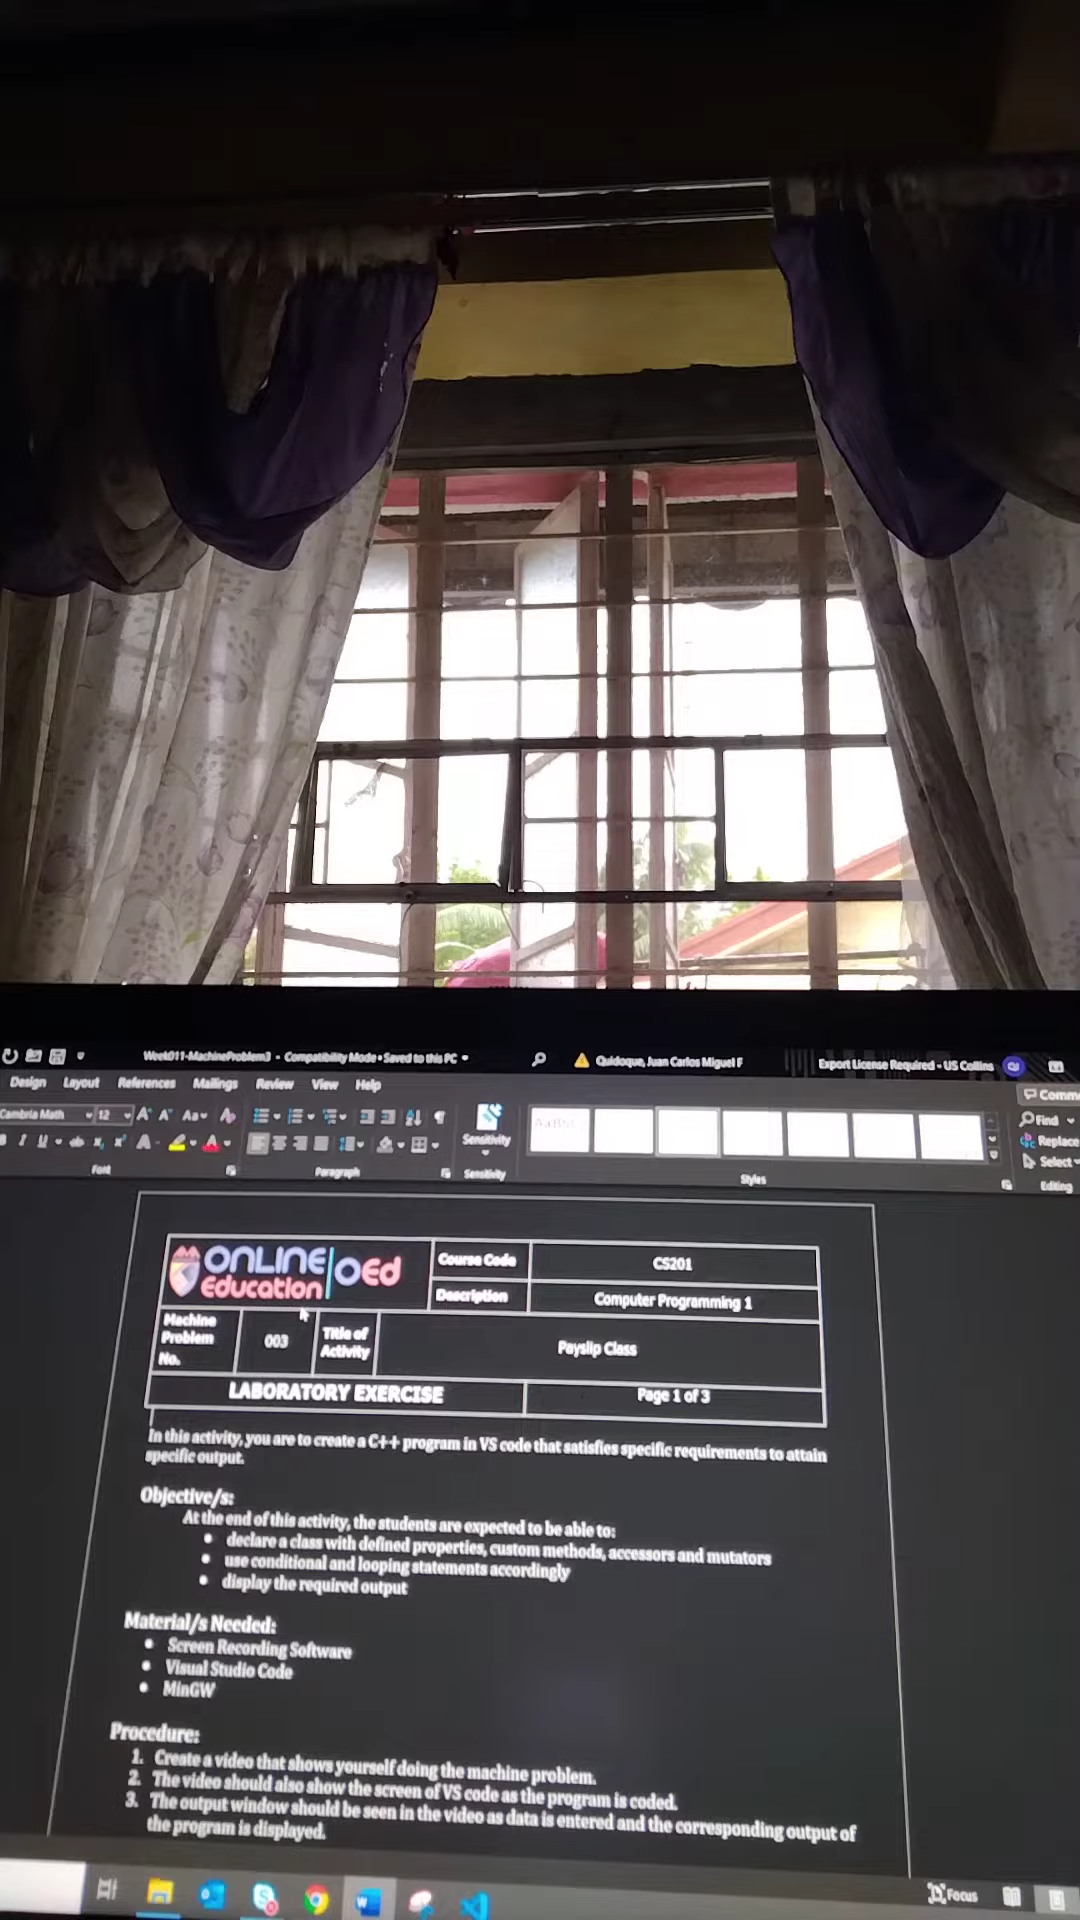 Week011-MachineProblem3 - Compatibility Mode • Saved to this PC
Quidoque, Juan Carlos Miguel F
Export License Required - US Collins
Design Layout References Mailings Review View Help
Cambria Math 12
Find
Replace
Select
Sensitivity
Font Paragraph Sensitivity Styles Editing
ONLINE Education | OEd
Course Code CS201
Description Computer Programming 1
Machine Problem No. 003 Title of Activity Payslip Class
LABORATORY EXERCISE Page 1 of 3
In this activity, you are to create a C++ program in VS code that satisfies specific requirements to attain
specific output.
Objective/s:
At the end of this activity, the students are expected to be able to:
• declare a class with defined properties, custom methods, accessors and mutators
• use conditional and looping statements accordingly
• display the required output
Material/s Needed:
• Screen Recording Software
• Visual Studio Code
• MinGW
Procedure:
1. Create a video that shows yourself doing the machine problem.
2. The video should also show the screen of VS code as the program is coded.
3. The output window should be seen in the video as data is entered and the corresponding output of
the program is displayed.
Focus